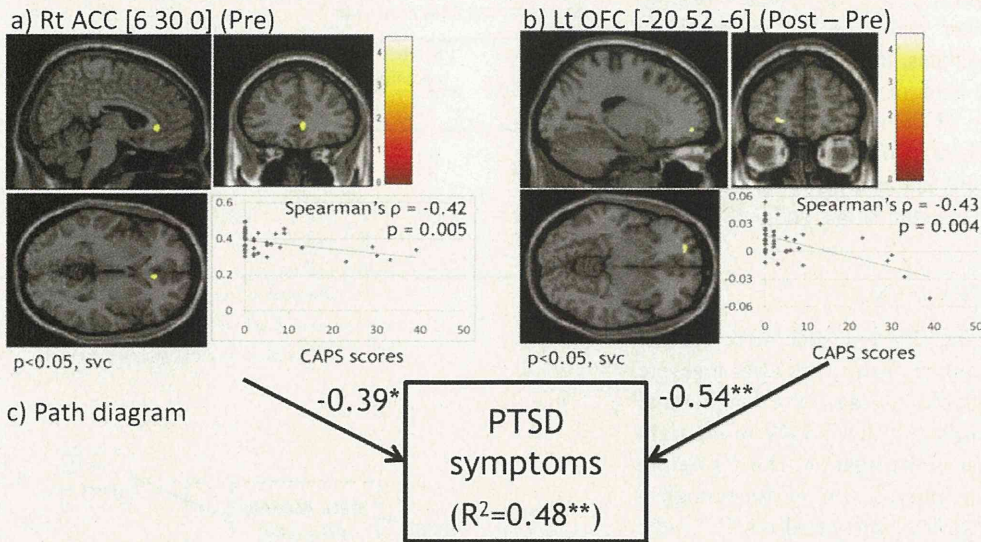 a) Rt ACC [6 30 0] (Pre)
4
3
2
1
0
0.6
0.4
0.2
0
Spearman's ρ = -0.42
p = 0.005
0 10 20 30 40 50
CAPS scores
p<0.05, svc
b) Lt OFC [-20 52 -6] (Post – Pre)
4
3
2
1
0
0.06
0.03
0
-0.03
-0.06
Spearman's ρ = -0.43
p = 0.004
0 10 20 30 40 50
CAPS scores
p<0.05, svc
c) Path diagram
-0.39*
-0.54**
PTSD
symptoms
(R²=0.48**)